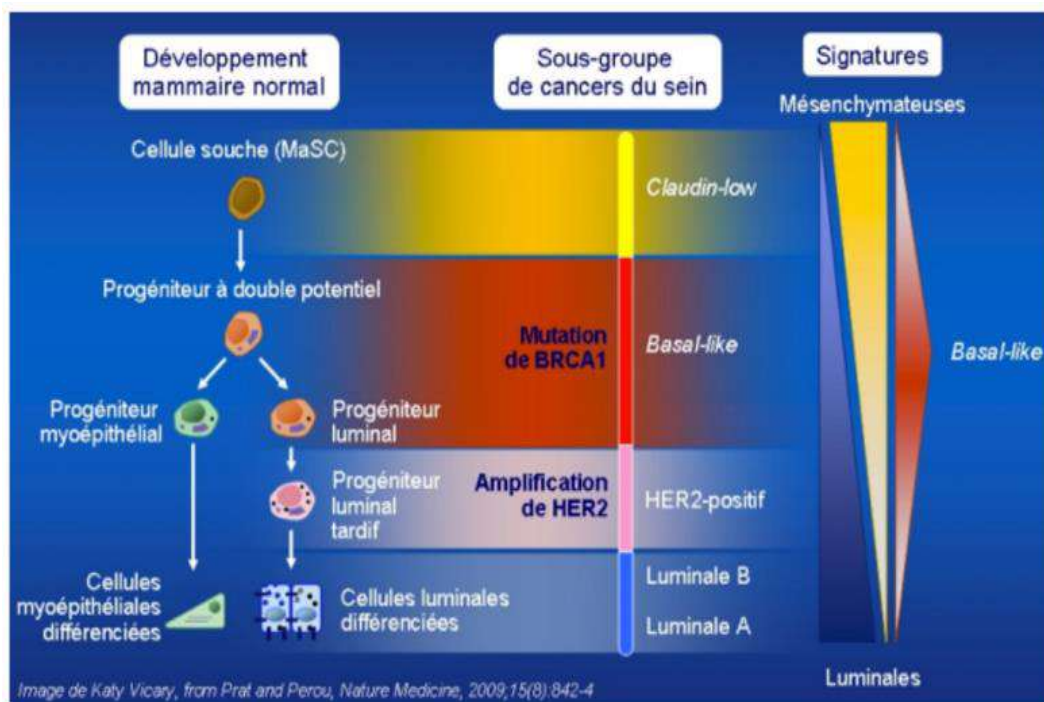 Développement
mammaire normal
Sous-groupe
de cancers du sein
Signatures
Mésenchymateuses
Cellule souche (MaSC)
Claudin-low
Progéniteur à double potentiel
Mutation
de BRCA1
Basal-like
Basal-like
Progéniteur
myoépithélial
Progéniteur
luminal
Progéniteur
luminal
tardif
Amplification
de HER2
HER2-positif
Cellules
myoépithéliales
différenciées
Cellules luminales
différenciées
Luminale B
Luminale A
Luminales
Image de Katy Vicary, from Prat and Perou, Nature Medicine, 2009;15(8):842-4